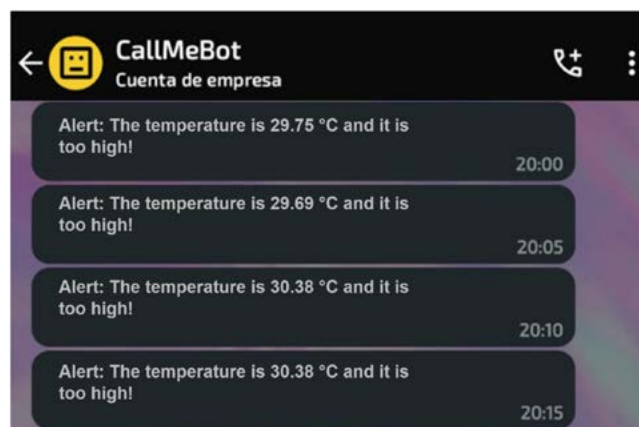 CallMeBot
Cuenta de empresa
Alert: The temperature is 29.75 °C and it is
too high!
20:00
Alert: The temperature is 29.69 °C and it is
too high!
20:05
Alert: The temperature is 30.38 °C and it is
too high!
20:10
Alert: The temperature is 30.38 °C and it is
too high!
20:15